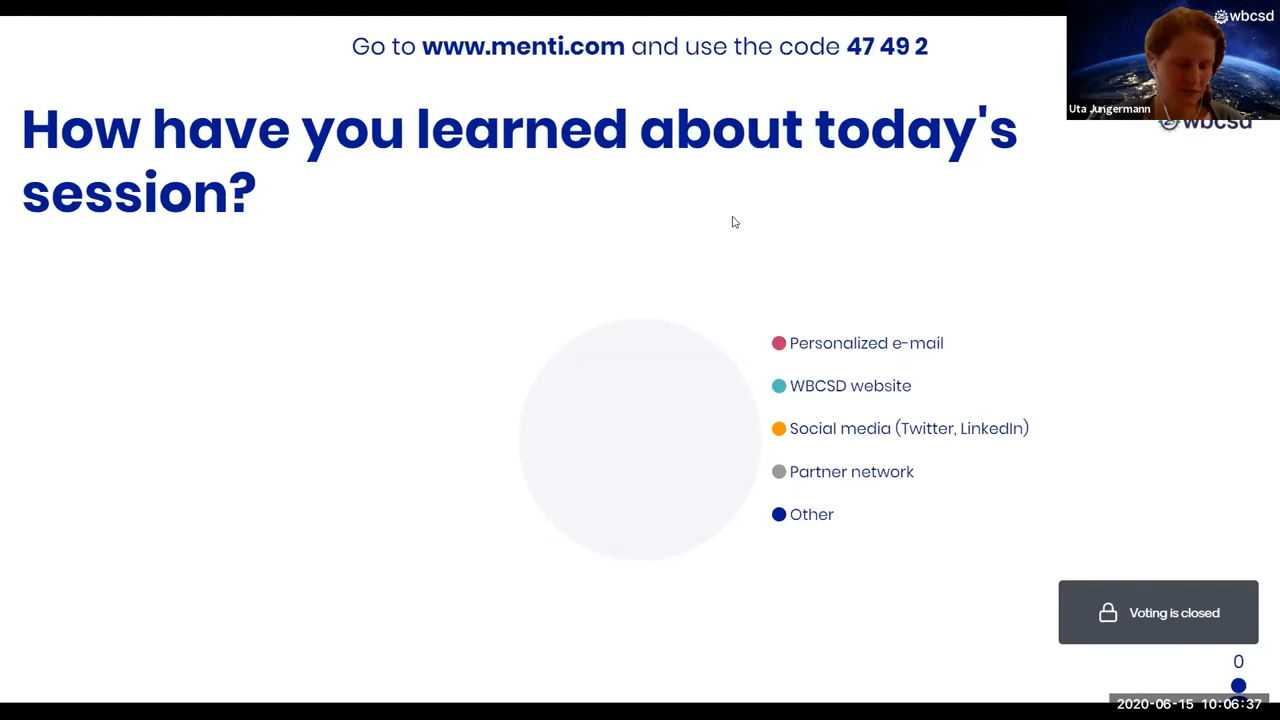 Go to www.menti.com and use the code 47 49 2
wbcsd
Uta Jungermann
wbcsd
How have you learned about today's
session?
Personalized e-mail
WBCSD website
Social media (Twitter, LinkedIn)
Partner network
Other
Voting is closed
0
2020-06-15 10:06:37